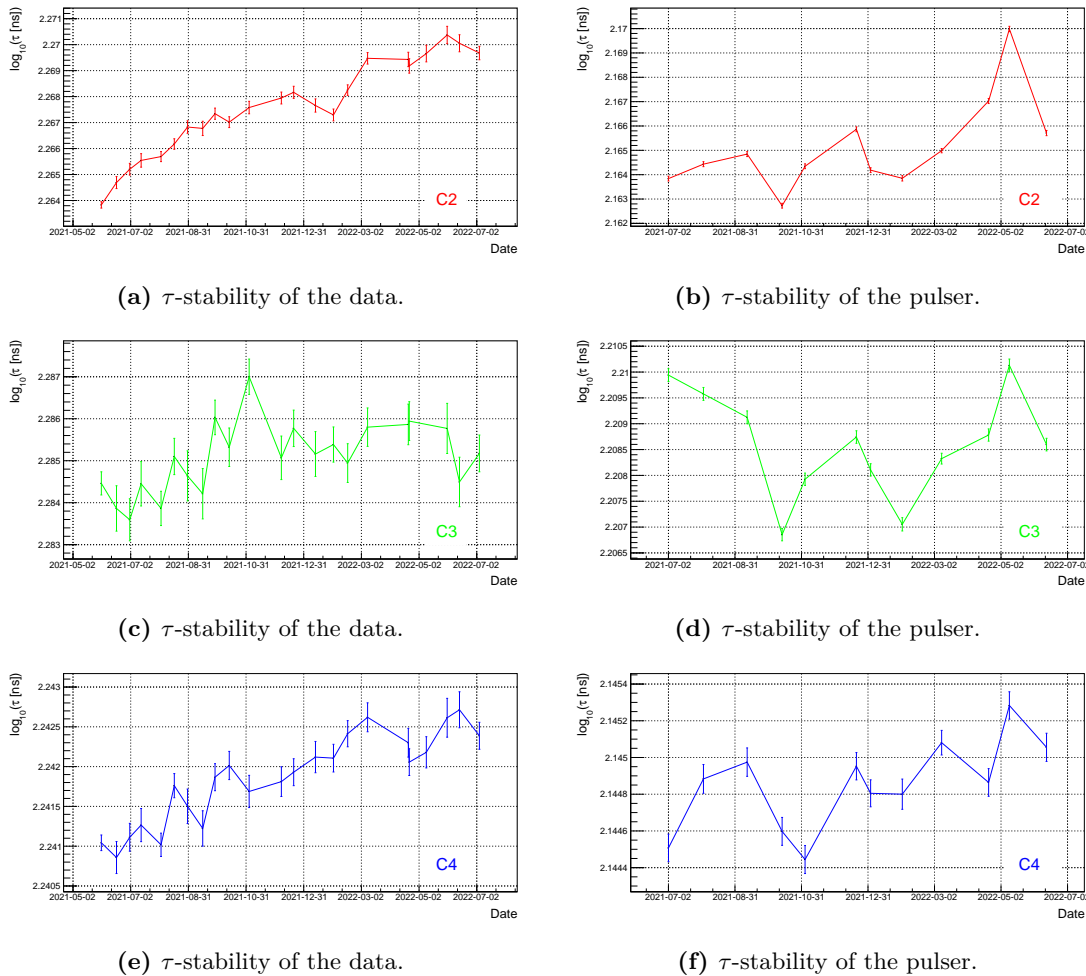 log10(τ [ns])
2.271
2.27
2.269
2.268
2.267
2.266
2.265
2.264
C2
2021-05-02 2021-07-02 2021-08-31 2021-10-31 2021-12-31 2022-03-02 2022-05-02 2022-07-02
Date
(a) τ-stability of the data.
log10(τ [ns])
2.17
2.169
2.168
2.167
2.166
2.165
2.164
2.163
2.162
C2
2021-07-02 2021-08-31 2021-10-31 2021-12-31 2022-03-02 2022-05-02 2022-07-02
Date
(b) τ-stability of the pulser.
log10(τ [ns])
2.287
2.286
2.285
2.284
2.283
C3
2021-05-02 2021-07-02 2021-08-31 2021-10-31 2021-12-31 2022-03-02 2022-05-02 2022-07-02
Date
(c) τ-stability of the data.
log10(τ [ns])
2.2105
2.21
2.2095
2.209
2.2085
2.208
2.2075
2.207
2.2065
C3
2021-07-02 2021-08-31 2021-10-31 2021-12-31 2022-03-02 2022-05-02 2022-07-02
Date
(d) τ-stability of the pulser.
log10(τ [ns])
2.243
2.2425
2.242
2.2415
2.241
2.2405
C4
2021-05-02 2021-07-02 2021-08-31 2021-10-31 2021-12-31 2022-03-02 2022-05-02 2022-07-02
Date
(e) τ-stability of the data.
log10(τ [ns])
2.1454
2.1452
2.145
2.1448
2.1446
2.1444
C4
2021-07-02 2021-08-31 2021-10-31 2021-12-31 2022-03-02 2022-05-02 2022-07-02
Date
(f) τ-stability of the pulser.